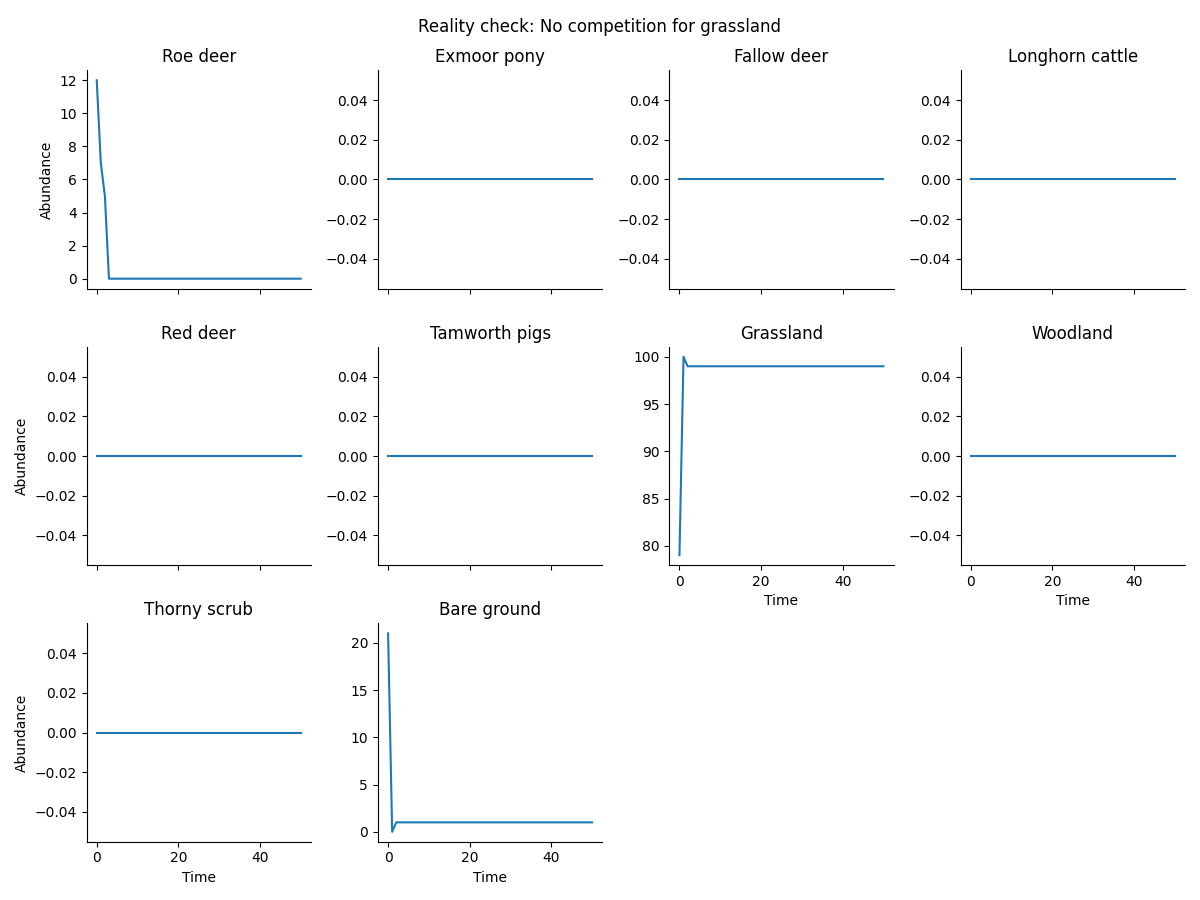 Reality check: No competition for grassland
Roe deer
Exmoor pony
Fallow deer
Longhorn cattle
12
10
8
6
4
2
0
Abundance
0.04
0.02
0.00
−0.02
−0.04
0.04
0.02
0.00
−0.02
−0.04
0.04
0.02
0.00
−0.02
−0.04
Red deer
Tamworth pigs
Grassland
Woodland
0.04
0.02
0.00
−0.02
−0.04
Abundance
0.04
0.02
0.00
−0.02
−0.04
100
95
90
85
80
0 20 40
Time
0.04
0.02
0.00
−0.02
−0.04
0 20 40
Time
Thorny scrub
Bare ground
0.04
0.02
0.00
−0.02
−0.04
Abundance
0 20 40
Time
20
15
10
5
0
0 20 40
Time